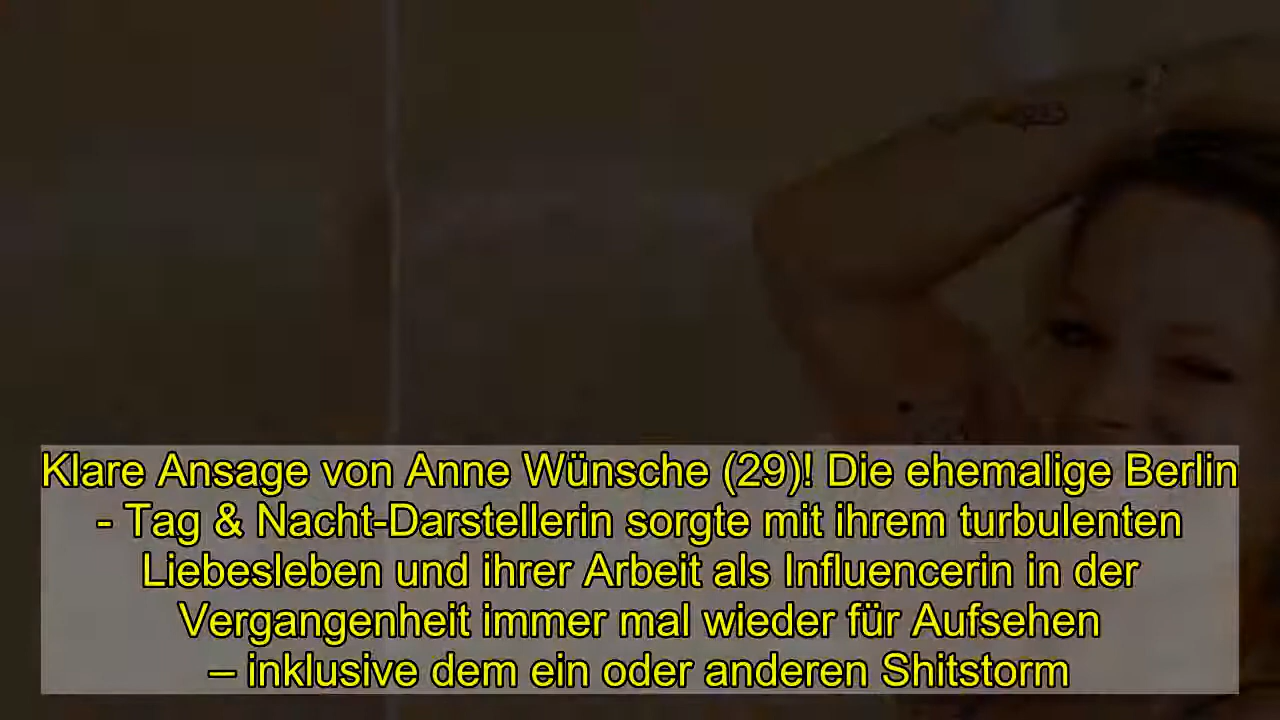 Klare Ansage von Anne Wünsche (29)! Die ehemalige Berlin
- Tag & Nacht-Darstellerin sorgte mit ihrem turbulenten
Liebesleben und ihrer Arbeit als Influencerin in der
Vergangenheit immer mal wieder für Aufsehen
– inklusive dem ein oder anderen Shitstorm